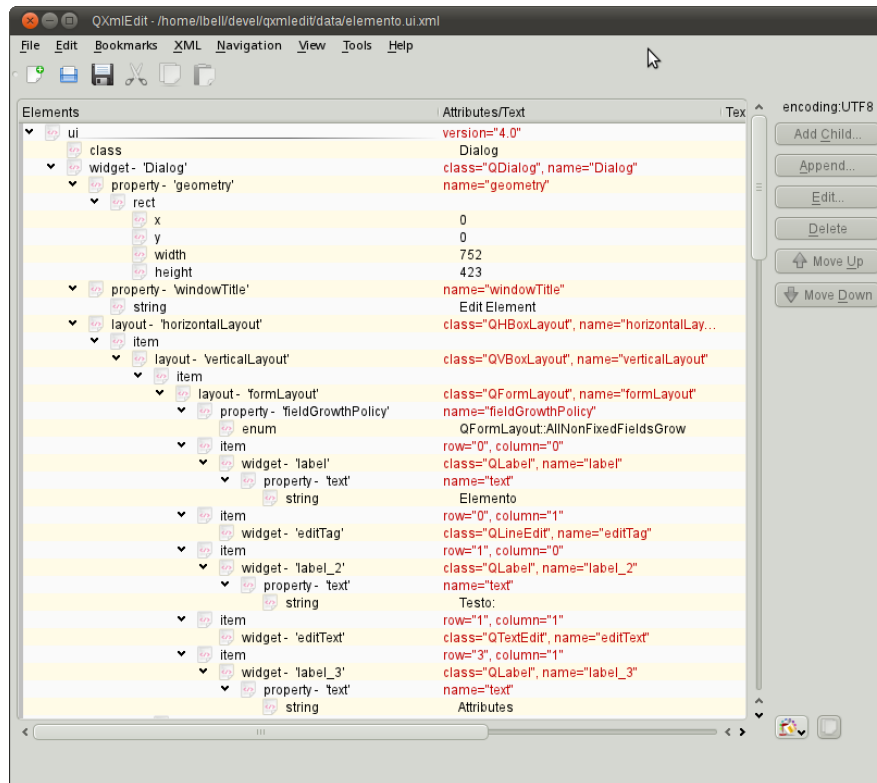 QXmlEdit - /home/lbell/devel/qxmledit/data/elemento.ui.xml
File Edit Bookmarks XML Navigation View Tools Help
Elements Attributes/Text Tex
encoding:UTF8
ui version="4.0"
Add Child...
class Dialog
widget - 'Dialog' class="QDialog", name="Dialog"
Append...
property - 'geometry' name="geometry"
rect
Edit...
x 0
Delete
y 0
width 752
Move Up
height 423
property - 'windowTitle' name="windowTitle"
Move Down
string Edit Element
layout - 'horizontalLayout' class="QHBoxLayout", name="horizontalLay...
item
layout - 'verticalLayout' class="QVBoxLayout", name="verticalLayout"
item
layout - 'formLayout' class="QFormLayout", name="formLayout"
property - 'fieldGrowthPolicy' name="fieldGrowthPolicy"
enum QFormLayout::AllNonFixedFieldsGrow
item row="0", column="0"
widget - 'label' class="QLabel", name="label"
property - 'text' name="text"
string Elemento
item row="0", column="1"
widget - 'editTag' class="QLineEdit", name="editTag"
item row="1", column="0"
widget - 'label_2' class="QLabel", name="label_2"
property - 'text' name="text"
string Testo:
item row="1", column="1"
widget - 'editText' class="QTextEdit", name="editText"
item row="3", column="1"
widget - 'label_3' class="QLabel", name="label_3"
property - 'text' name="text"
string Attributes